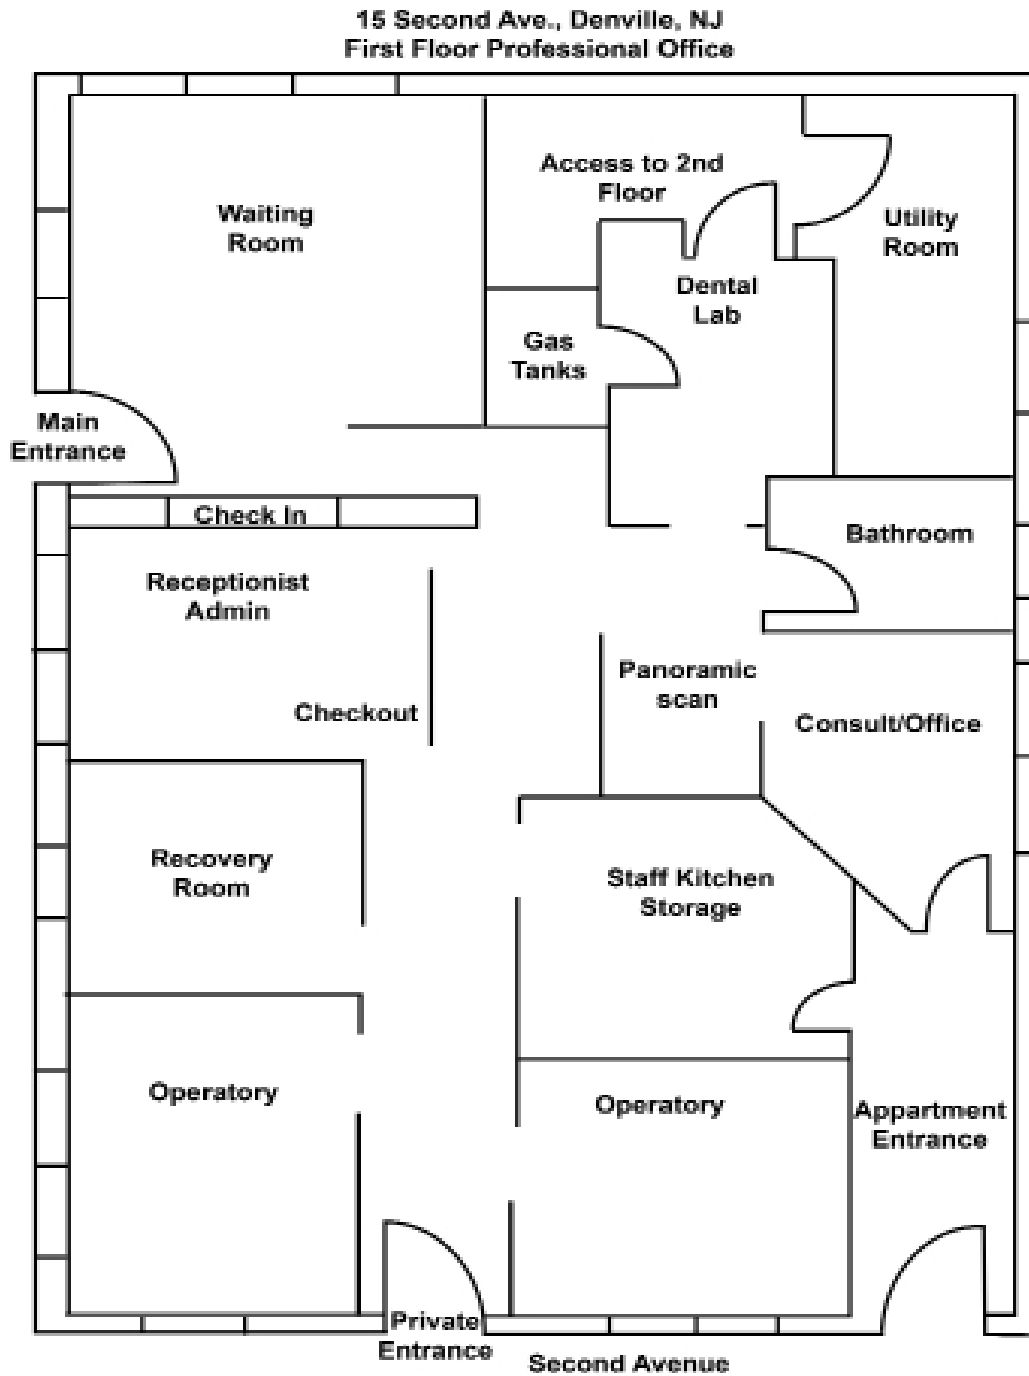 15 Second Ave., Denville, NJ
First Floor Professional Office
Access to 2nd
Floor
Waiting
Room
Utility
Room
Dental
Lab
Gas
Tanks
Main
Entrance
Check In
Bathroom
Receptionist
Admin
Panoramic
scan
Checkout
Consult/Office
Recovery
Room
Staff Kitchen
Storage
Operatory
Operatory
Appartment
Entrance
Private
Entrance
Second Avenue